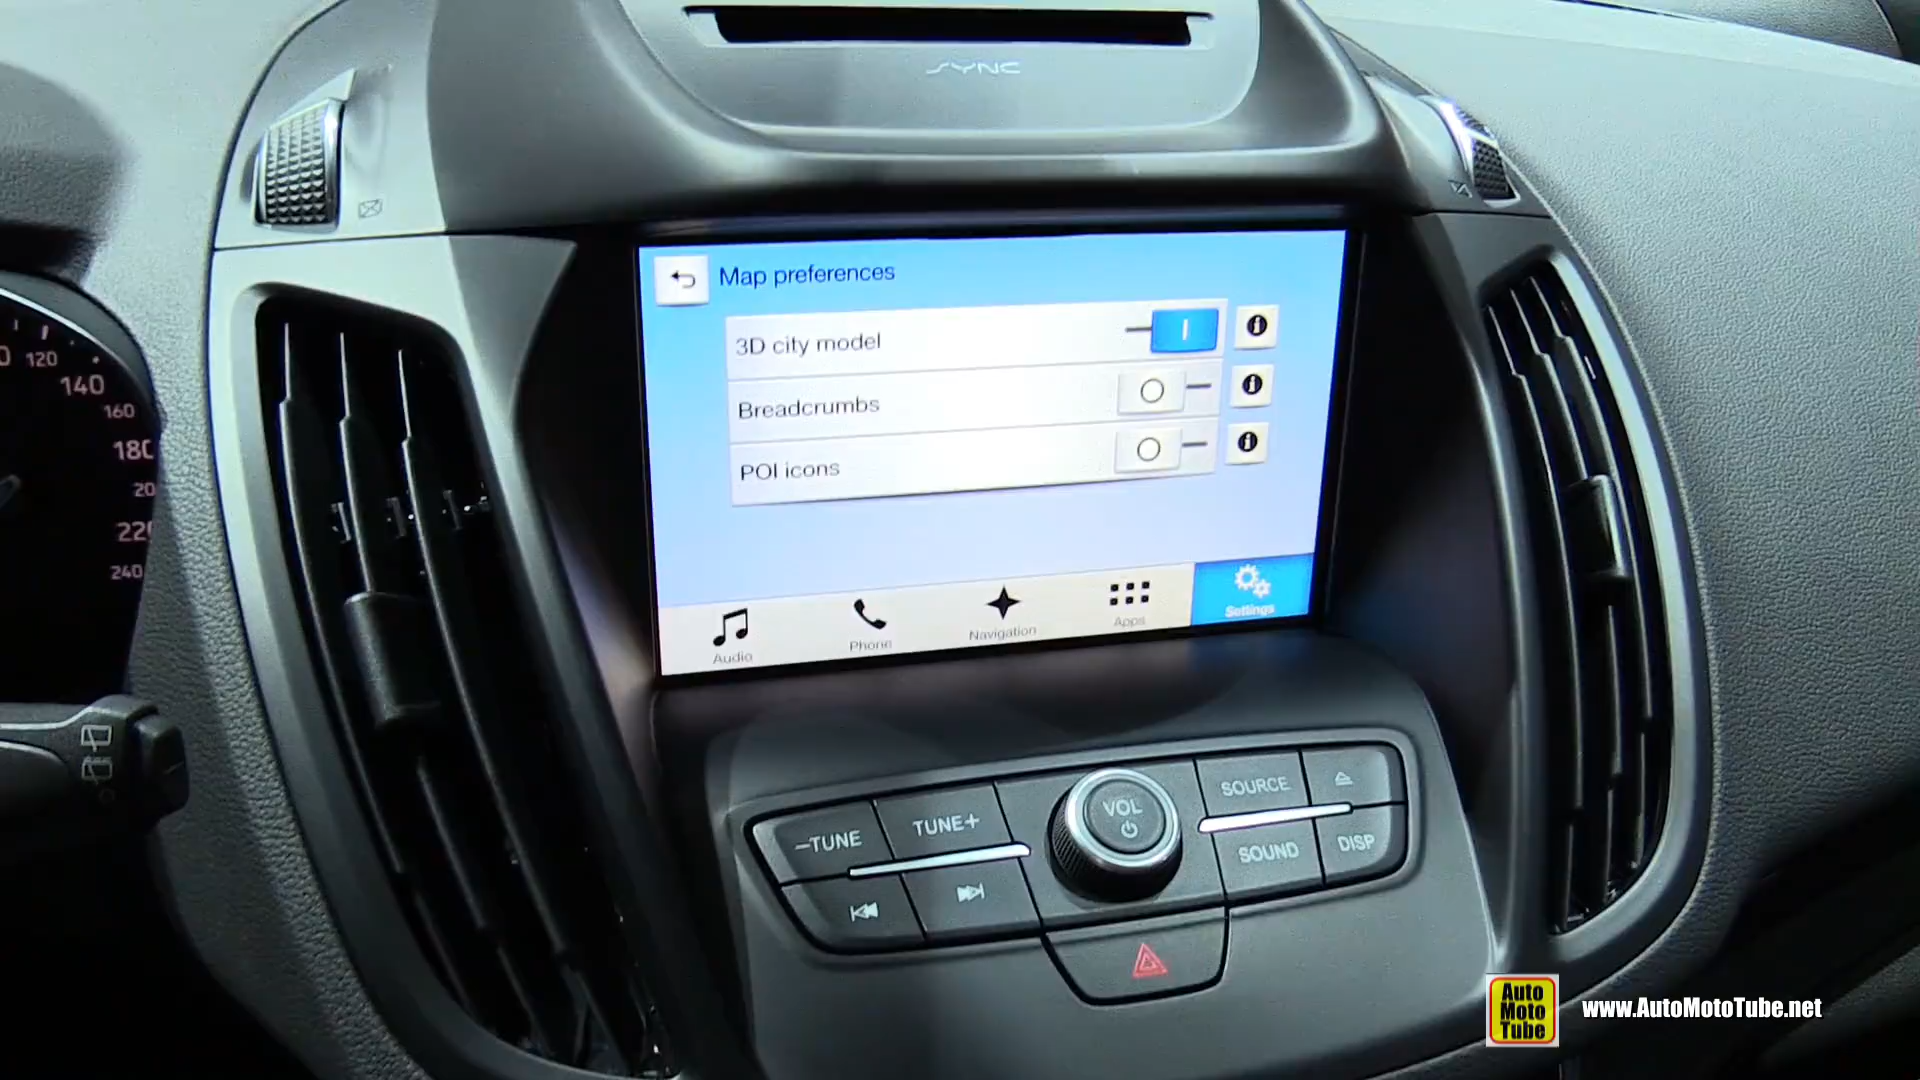 SYNC
Map preferences
3D city model
Breadcrumbs
POI icons
Audio
Phone
Navigation
Apps
Settings
120
140
160
180
220
240
–TUNE
TUNE+
VOL
SOURCE
SOUND
DISP
Auto
Moto
Tube
www.AutoMotoTube.net